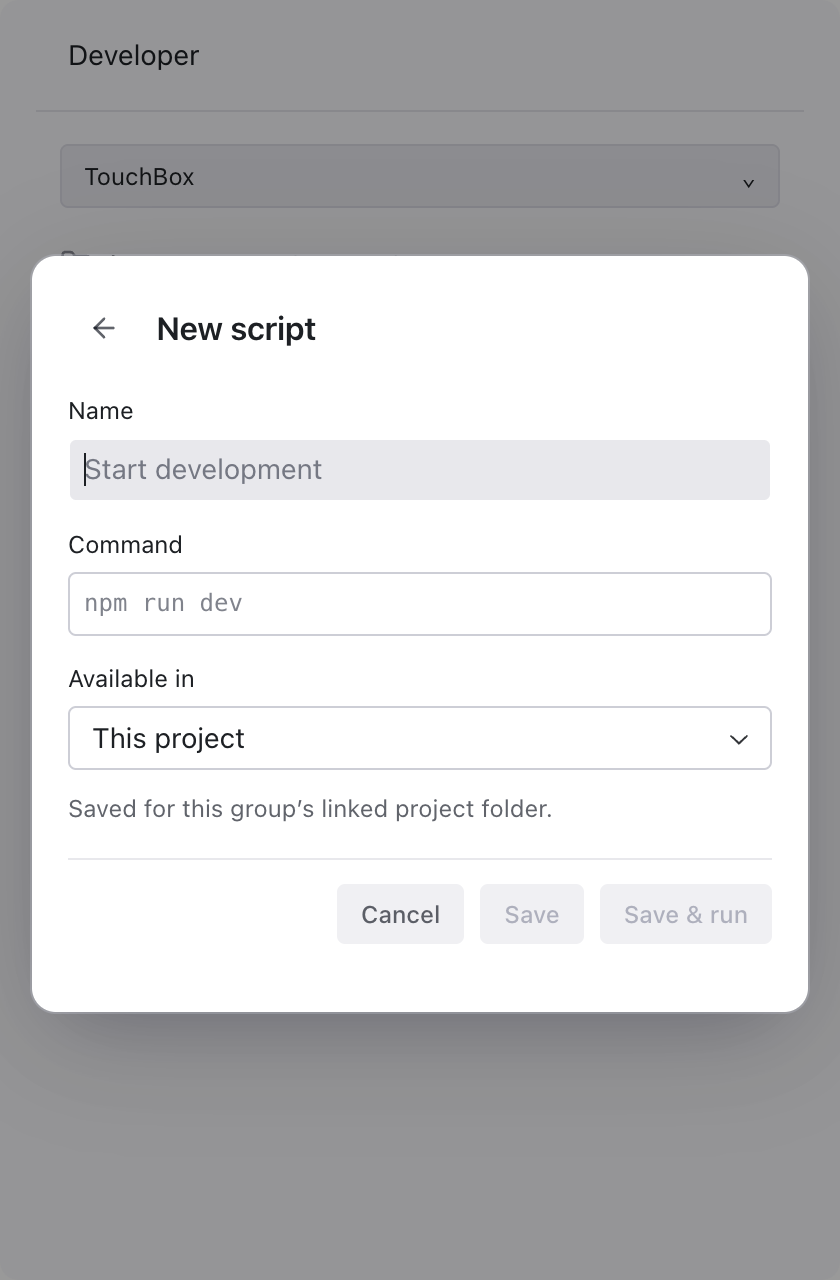 Developer
TouchBox
New script
Name
Start development
Command
npm run dev
Available in
This project
Saved for this group’s linked project folder.
Cancel
Save
Save & run